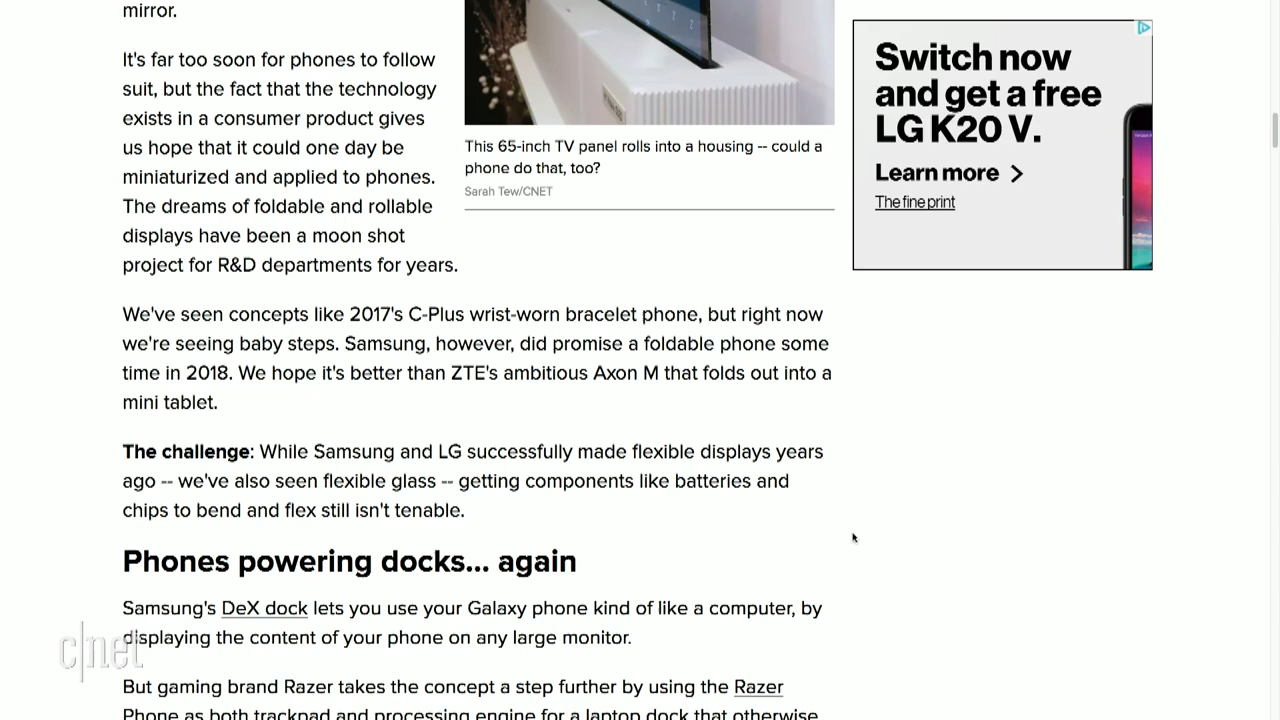 mirror.
It's far too soon for phones to follow
suit, but the fact that the technology
exists in a consumer product gives
us hope that it could one day be
miniaturized and applied to phones.
The dreams of foldable and rollable
displays have been a moon shot
project for R&D departments for years.
This 65-inch TV panel rolls into a housing -- could a
phone do that, too?
Sarah Tew/CNET
We've seen concepts like 2017's C-Plus wrist-worn bracelet phone, but right now
we're seeing baby steps. Samsung, however, did promise a foldable phone some
time in 2018. We hope it's better than ZTE's ambitious Axon M that folds out into a
mini tablet.
The challenge: While Samsung and LG successfully made flexible displays years
ago -- we've also seen flexible glass -- getting components like batteries and
chips to bend and flex still isn't tenable.
Phones powering docks... again
Samsung's DeX dock lets you use your Galaxy phone kind of like a computer, by
displaying the content of your phone on any large monitor.
But gaming brand Razer takes the concept a step further by using the Razer
Phone as both trackpad and processing engine for a laptop dock that otherwise
Switch now
and get a free
LG K20 V.
Learn more >
The fine print
c|net